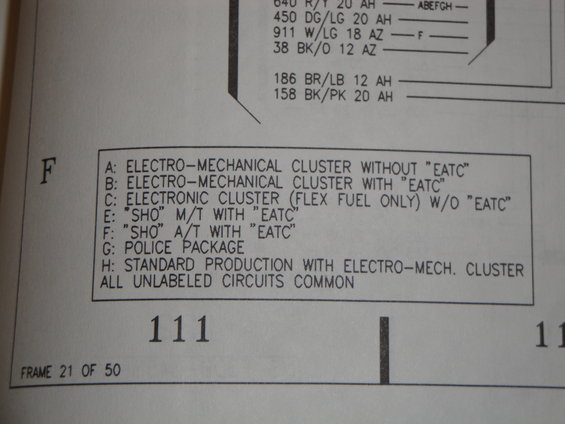 640 R/Y 20 AH ABEFGH
450 DG/LG 20 AH
911 W/LG 18 AZ F
38 BK/O 12 AZ
186 BR/LB 12 AH
158 BK/PK 20 AH
F
A: ELECTRO-MECHANICAL CLUSTER WITHOUT "EATC"
B: ELECTRO-MECHANICAL CLUSTER WITH "EATC"
C: ELECTRONIC CLUSTER (FLEX FUEL ONLY) W/O "EATC"
E: "SHO" M/T WITH "EATC"
F: "SHO" A/T WITH "EATC"
G: POLICE PACKAGE
H: STANDARD PRODUCTION WITH ELECTRO-MECH. CLUSTER
ALL UNLABELED CIRCUITS COMMON
111
FRAME 21 OF 50